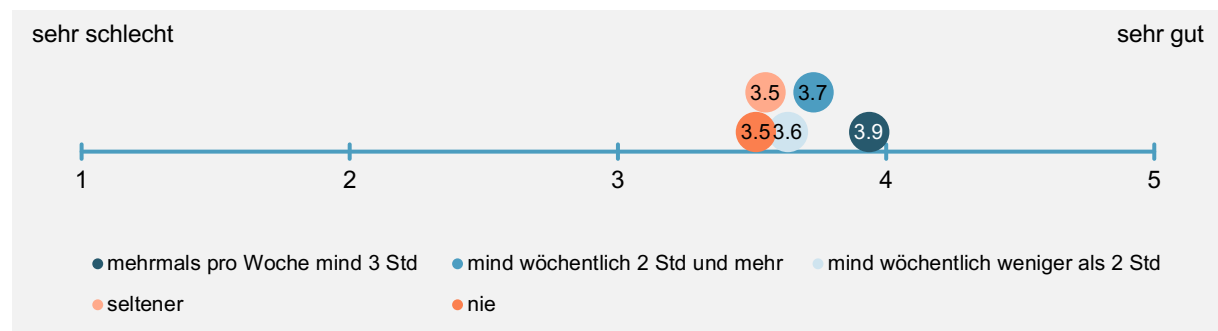 sehr schlecht sehr gut
3.5 3.7
3.5 3.6 3.9
1 2 3 4 5
mehrmals pro Woche mind 3 Std mind wöchentlich 2 Std und mehr mind wöchentlich weniger als 2 Std
seltener nie